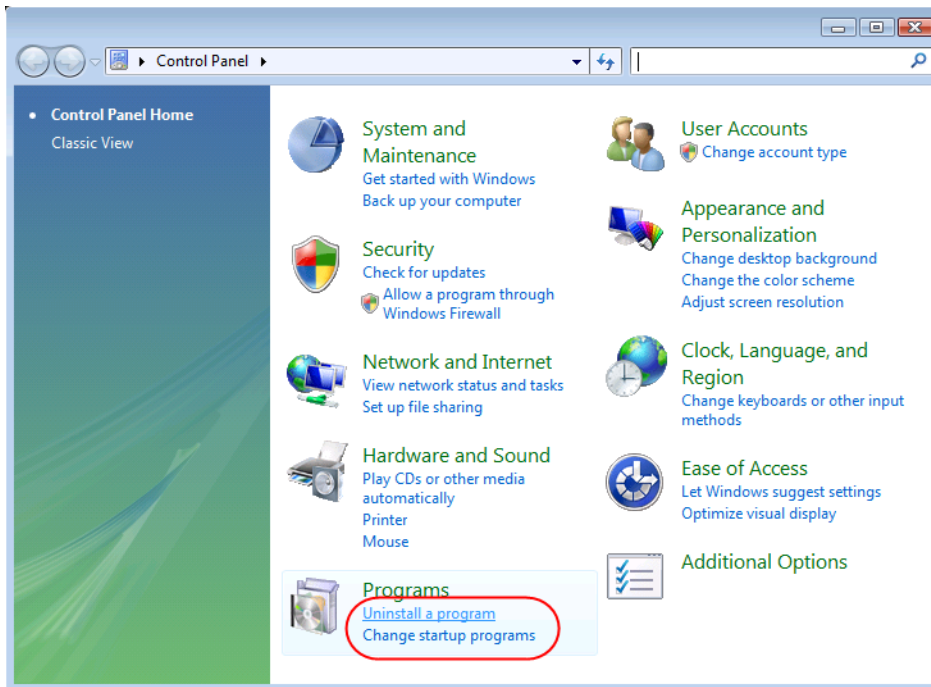 Control Panel
Control Panel Home
Classic View
System and
Maintenance
Get started with Windows
Back up your computer
Security
Check for updates
Allow a program through
Windows Firewall
Network and Internet
View network status and tasks
Set up file sharing
Hardware and Sound
Play CDs or other media
automatically
Printer
Mouse
Programs
Uninstall a program
Change startup programs
User Accounts
Change account type
Appearance and
Personalization
Change desktop background
Change the color scheme
Adjust screen resolution
Clock, Language, and
Region
Change keyboards or other input
methods
Ease of Access
Let Windows suggest settings
Optimize visual display
Additional Options